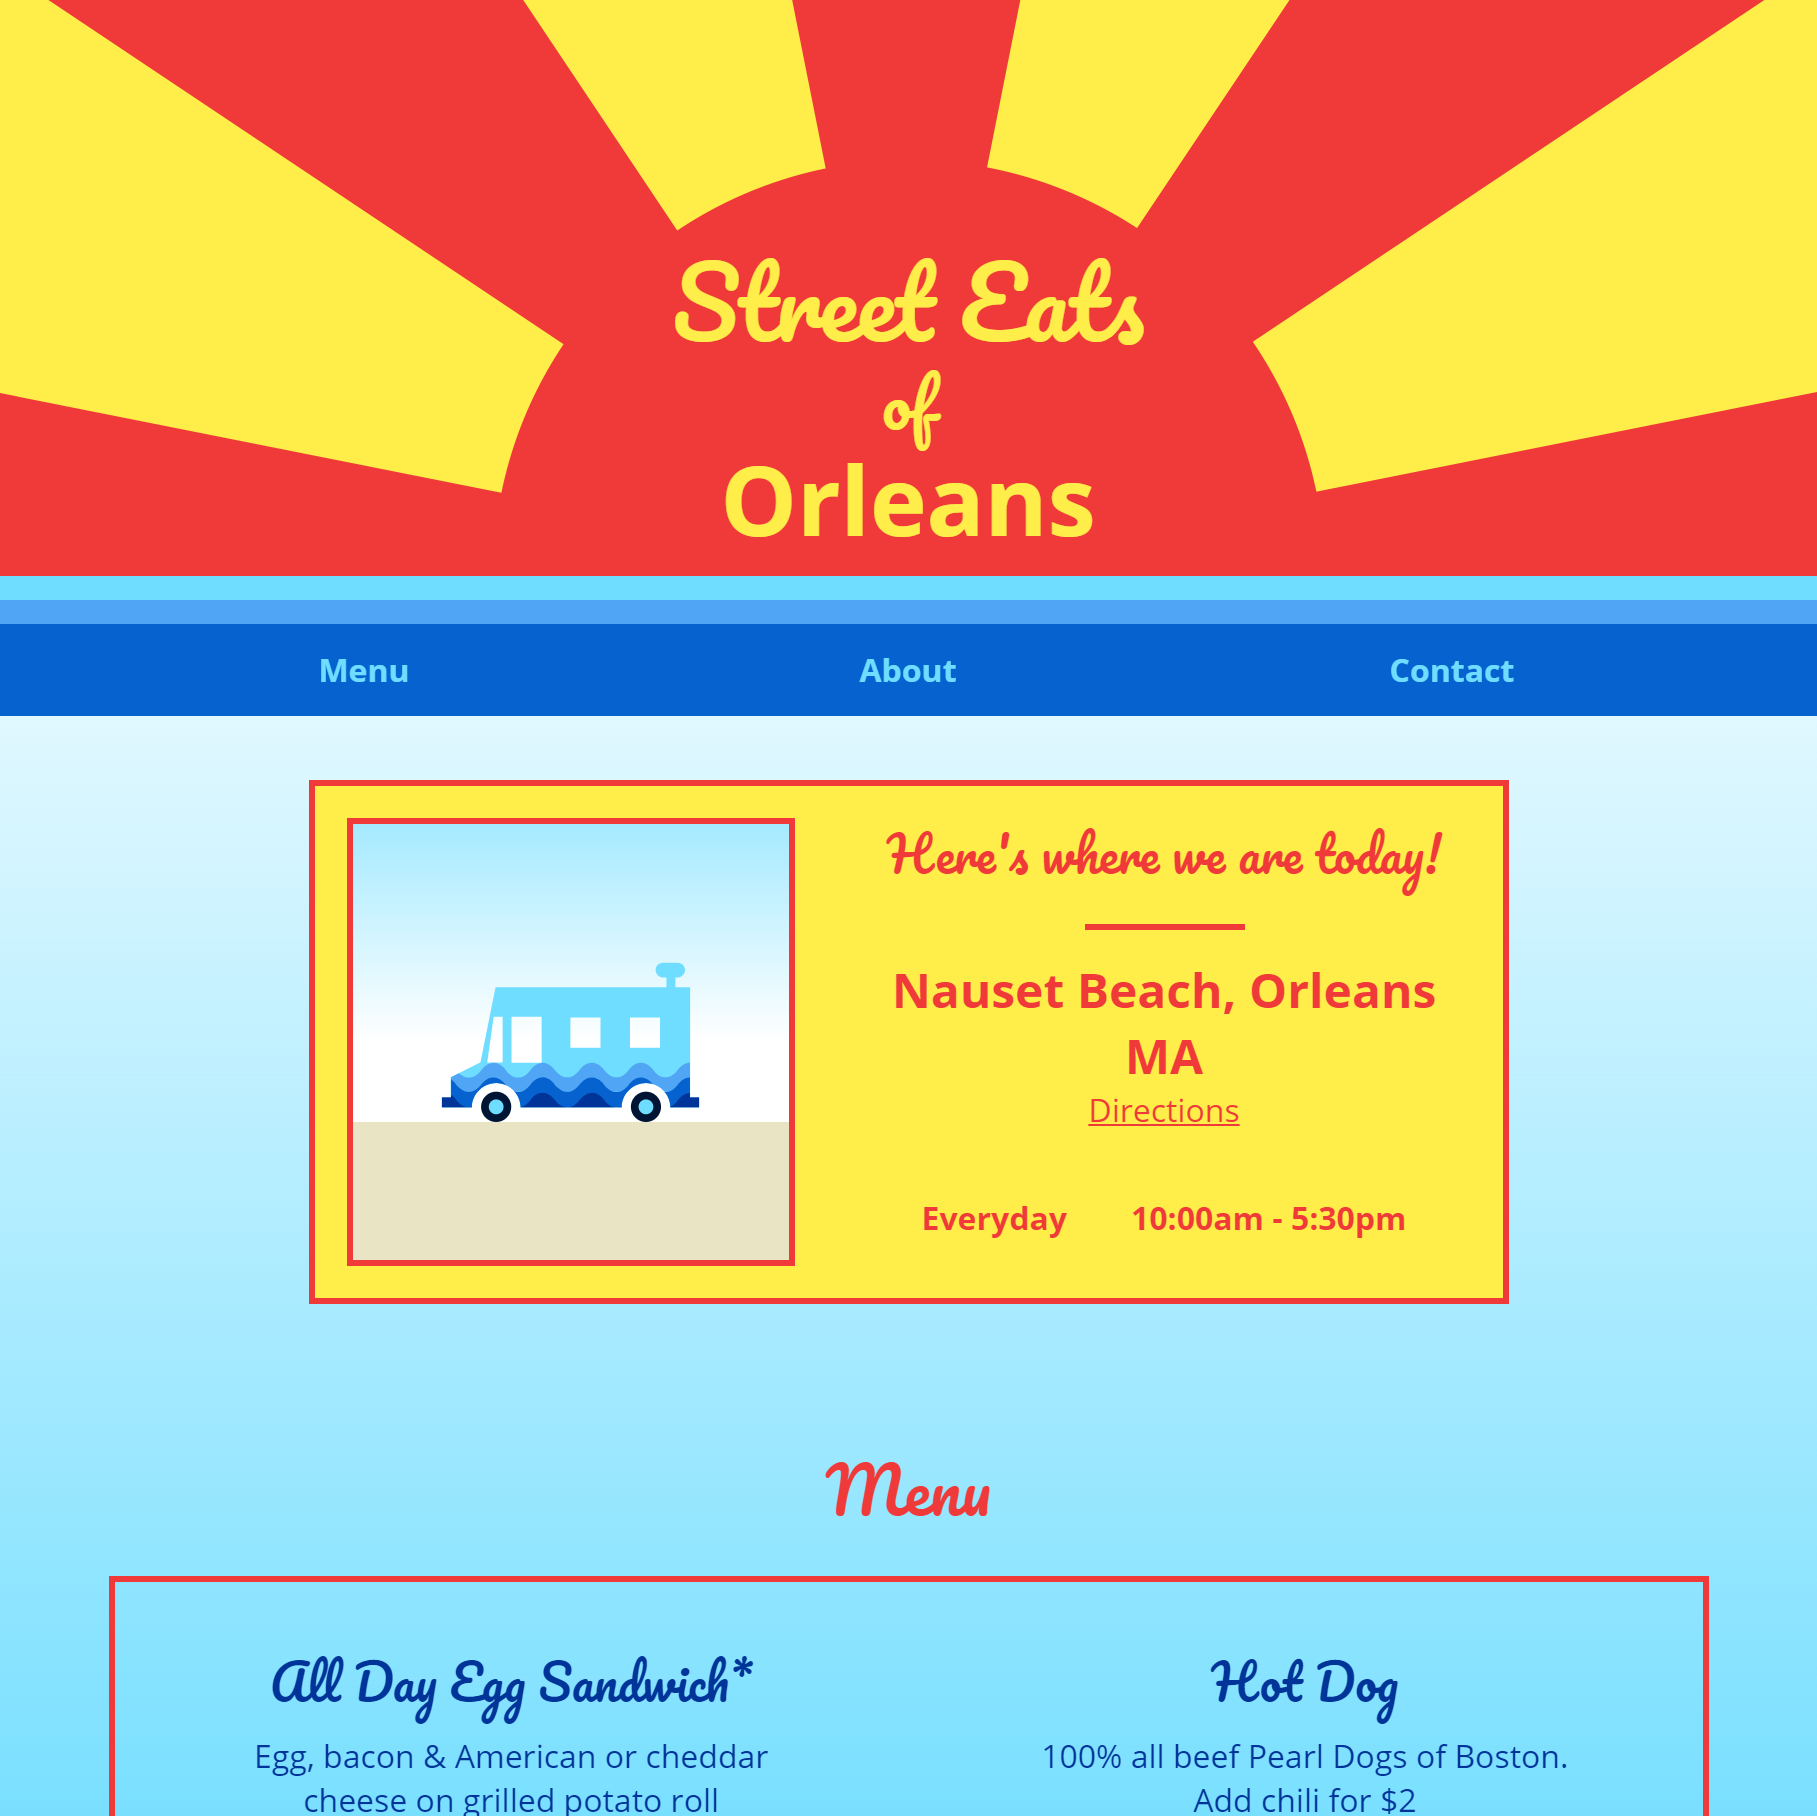 Street Eats
of
Orleans
Menu About Contact
Here's where we are today!
Nauset Beach, Orleans
MA
Directions
Everyday 10:00am - 5:30pm
Menu
All Day Egg Sandwich*
Egg, bacon & American or cheddar
cheese on grilled potato roll
Hot Dog
100% all beef Pearl Dogs of Boston.
Add chili for $2